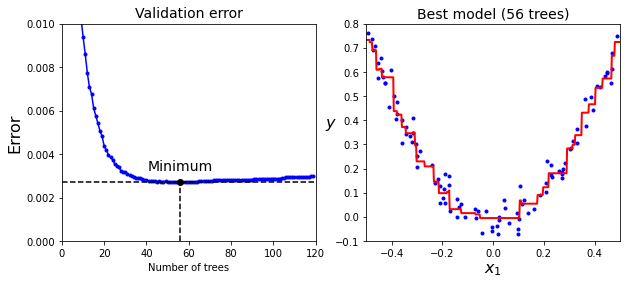 Validation error
0.010
0.008
0.006
0.004
0.002
0.000
Error
Minimum
0 20 40 60 80 100 120
Number of trees
Best model (56 trees)
0.8
0.7
0.6
0.5
0.4
0.3
0.2
0.1
0.0
−0.1
y
−0.4 −0.2 0.0 0.2 0.4
x₁